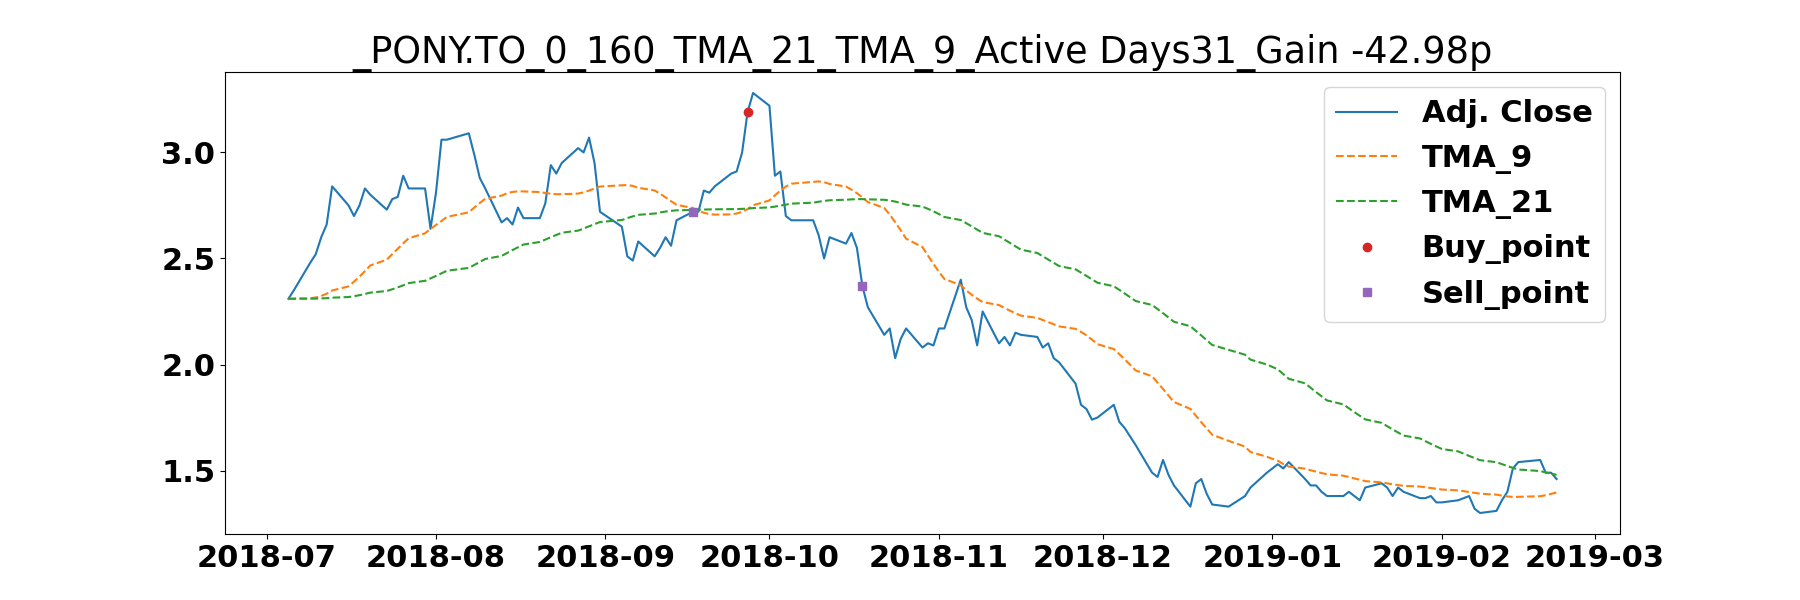 _PONY.TO_0_160_TMA_21_TMA_9_Active Days31_Gain -42.98p
Adj. Close
TMA_9
TMA_21
Buy_point
Sell_point
3.0
2.5
2.0
1.5
2018-07 2018-08 2018-09 2018-10 2018-11 2018-12 2019-01 2019-02 2019-03